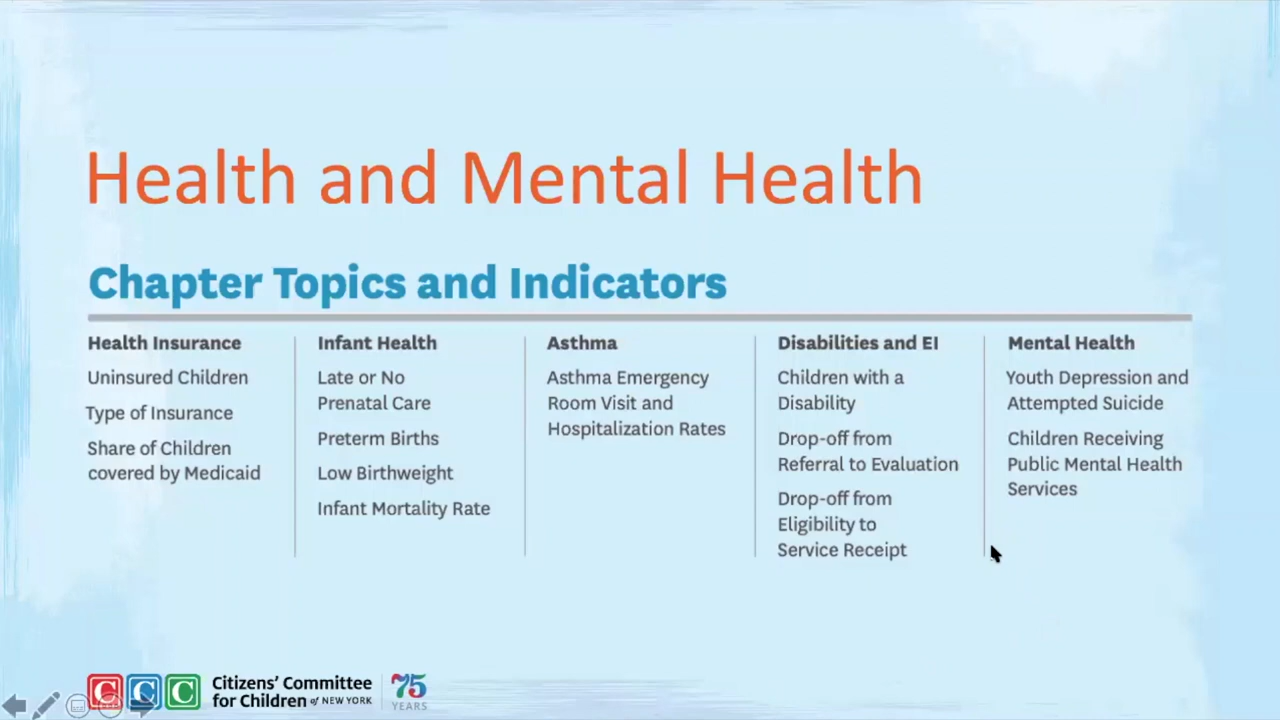 Health and Mental Health
Chapter Topics and Indicators
Health Insurance
Uninsured Children
Type of Insurance
Share of Children
covered by Medicaid
Infant Health
Late or No
Prenatal Care
Preterm Births
Low Birthweight
Infant Mortality Rate
Asthma
Asthma Emergency
Room Visit and
Hospitalization Rates
Disabilities and EI
Children with a
Disability
Drop-off from
Referral to Evaluation
Drop-off from
Eligibility to
Service Receipt
Mental Health
Youth Depression and
Attempted Suicide
Children Receiving
Public Mental Health
Services
C C C
Citizens' Committee
for Children of NEW YORK
75
YEARS